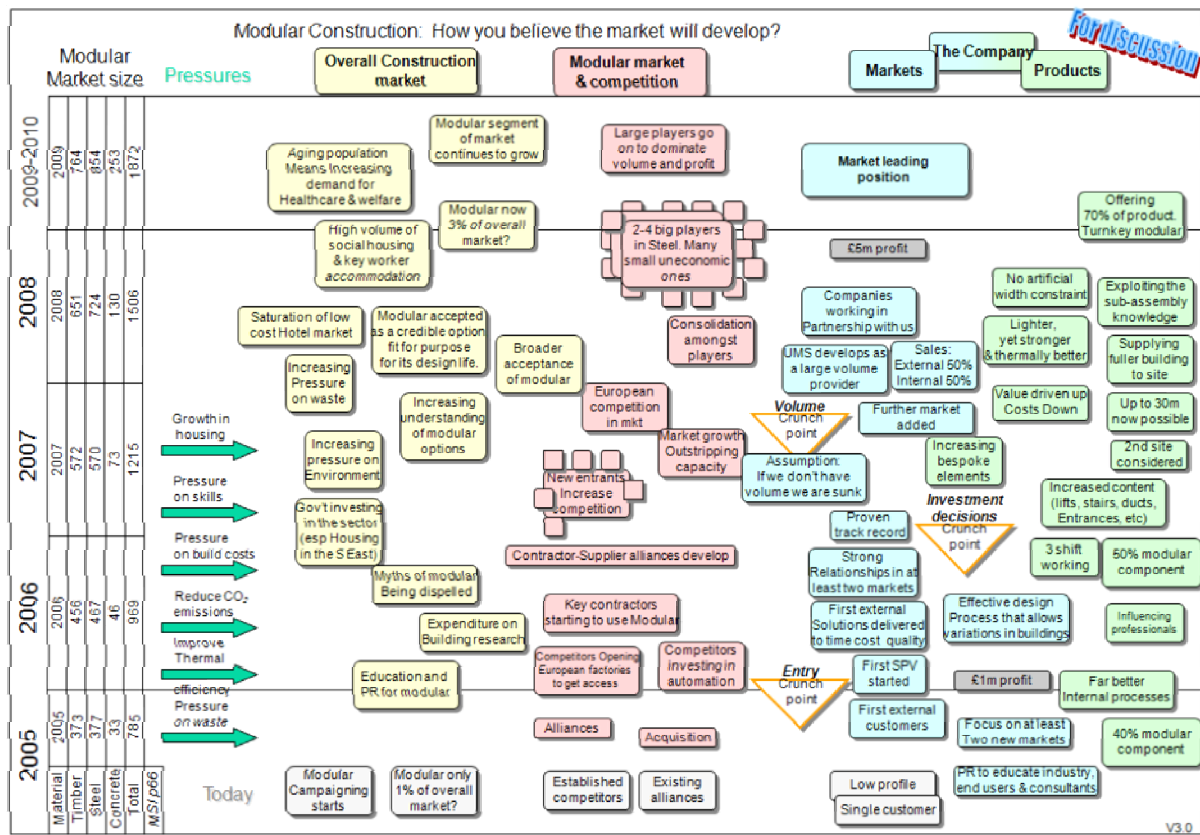 Modular Construction: How you believe the market will develop?
For discussion
Modular
Market size
Pressures
Overall Construction
market
Modular market
& competition
Markets
The Company
Products
2009-2010
2009
764
854
253
1872
Modular segment
of market
continues to grow
Aging population
Means Increasing
demand for
Healthcare & welfare
Modular now
3% of overall
market?
Large players go
on to dominate
volume and profit
Market leading
position
Offering
70% of product.
Turnkey modular
2008
2008
651
724
130
1506
High volume of
social housing
& key worker
accommodation
2-4 big players
in Steel. Many
small uneconomic
ones
£5m profit
No artificial
width constraint
Exploiting the
sub-assembly
knowledge
Saturation of low
cost Hotel market
Modular accepted
as a credible option
fit for purpose
for its design life.
Broader
acceptance
of modular
Consolidation
amongst
players
Companies
working in
Partnership with us
Lighter,
yet stronger
& thermally better
Supplying
fuller building
to site
UMS develops as
a large volume
provider
Sales:
External 50%
Internal 50%
Increasing
Pressure
on waste
2007
2007
572
570
73
1215
Growth in
housing
Pressure
on skills
Increasing
understanding
of modular
options
European
competition
in mkt
Volume
Crunch
point
Further market
added
Value driven up
Costs Down
Up to 30m
now possible
Increasing
pressure on
Environment
Market growth
Outstripping
capacity
Assumption:
If we don't have
volume we are sunk
Increasing
bespoke
elements
2nd site
considered
New entrants
Increase
competition
Gov't investing
in the sector
(esp Housing
in the S East)
Increased content
(lifts, stairs, ducts,
Entrances, etc)
Proven
track record
Investment
decisions
Crunch
point
2006
2006
456
467
46
969
Pressure
on build costs
Reduce CO₂
emissions
Improve
Thermal
efficiency
Contractor-Supplier alliances develop
Myths of modular
Being dispelled
Strong
Relationships in at
least two markets
3 shift
working
50% modular
component
Expenditure on
Building research
Key contractors
starting to use Modular
First external
Solutions delivered
to time cost quality
Effective design
Process that allows
variations in buildings
Influencing
professionals
Education and
PR for modular
Competitors Opening
European factories
to get access
Competitors
investing in
automation
Entry
Crunch
point
First SPV
started
£1m profit
Far better
Internal processes
2005
2005
373
377
33
785
Pressure
on waste
Alliances
Acquisition
First external
customers
Focus on at least
Two new markets
40% modular
component
Material
Timber
Steel
Concrete
Total
MSI p66
Today
Modular
Campaigning
starts
Modular only
1% of overall
market?
Established
competitors
Existing
alliances
Low profile
Single customer
PR to educate industry,
end users & consultants
V3.0